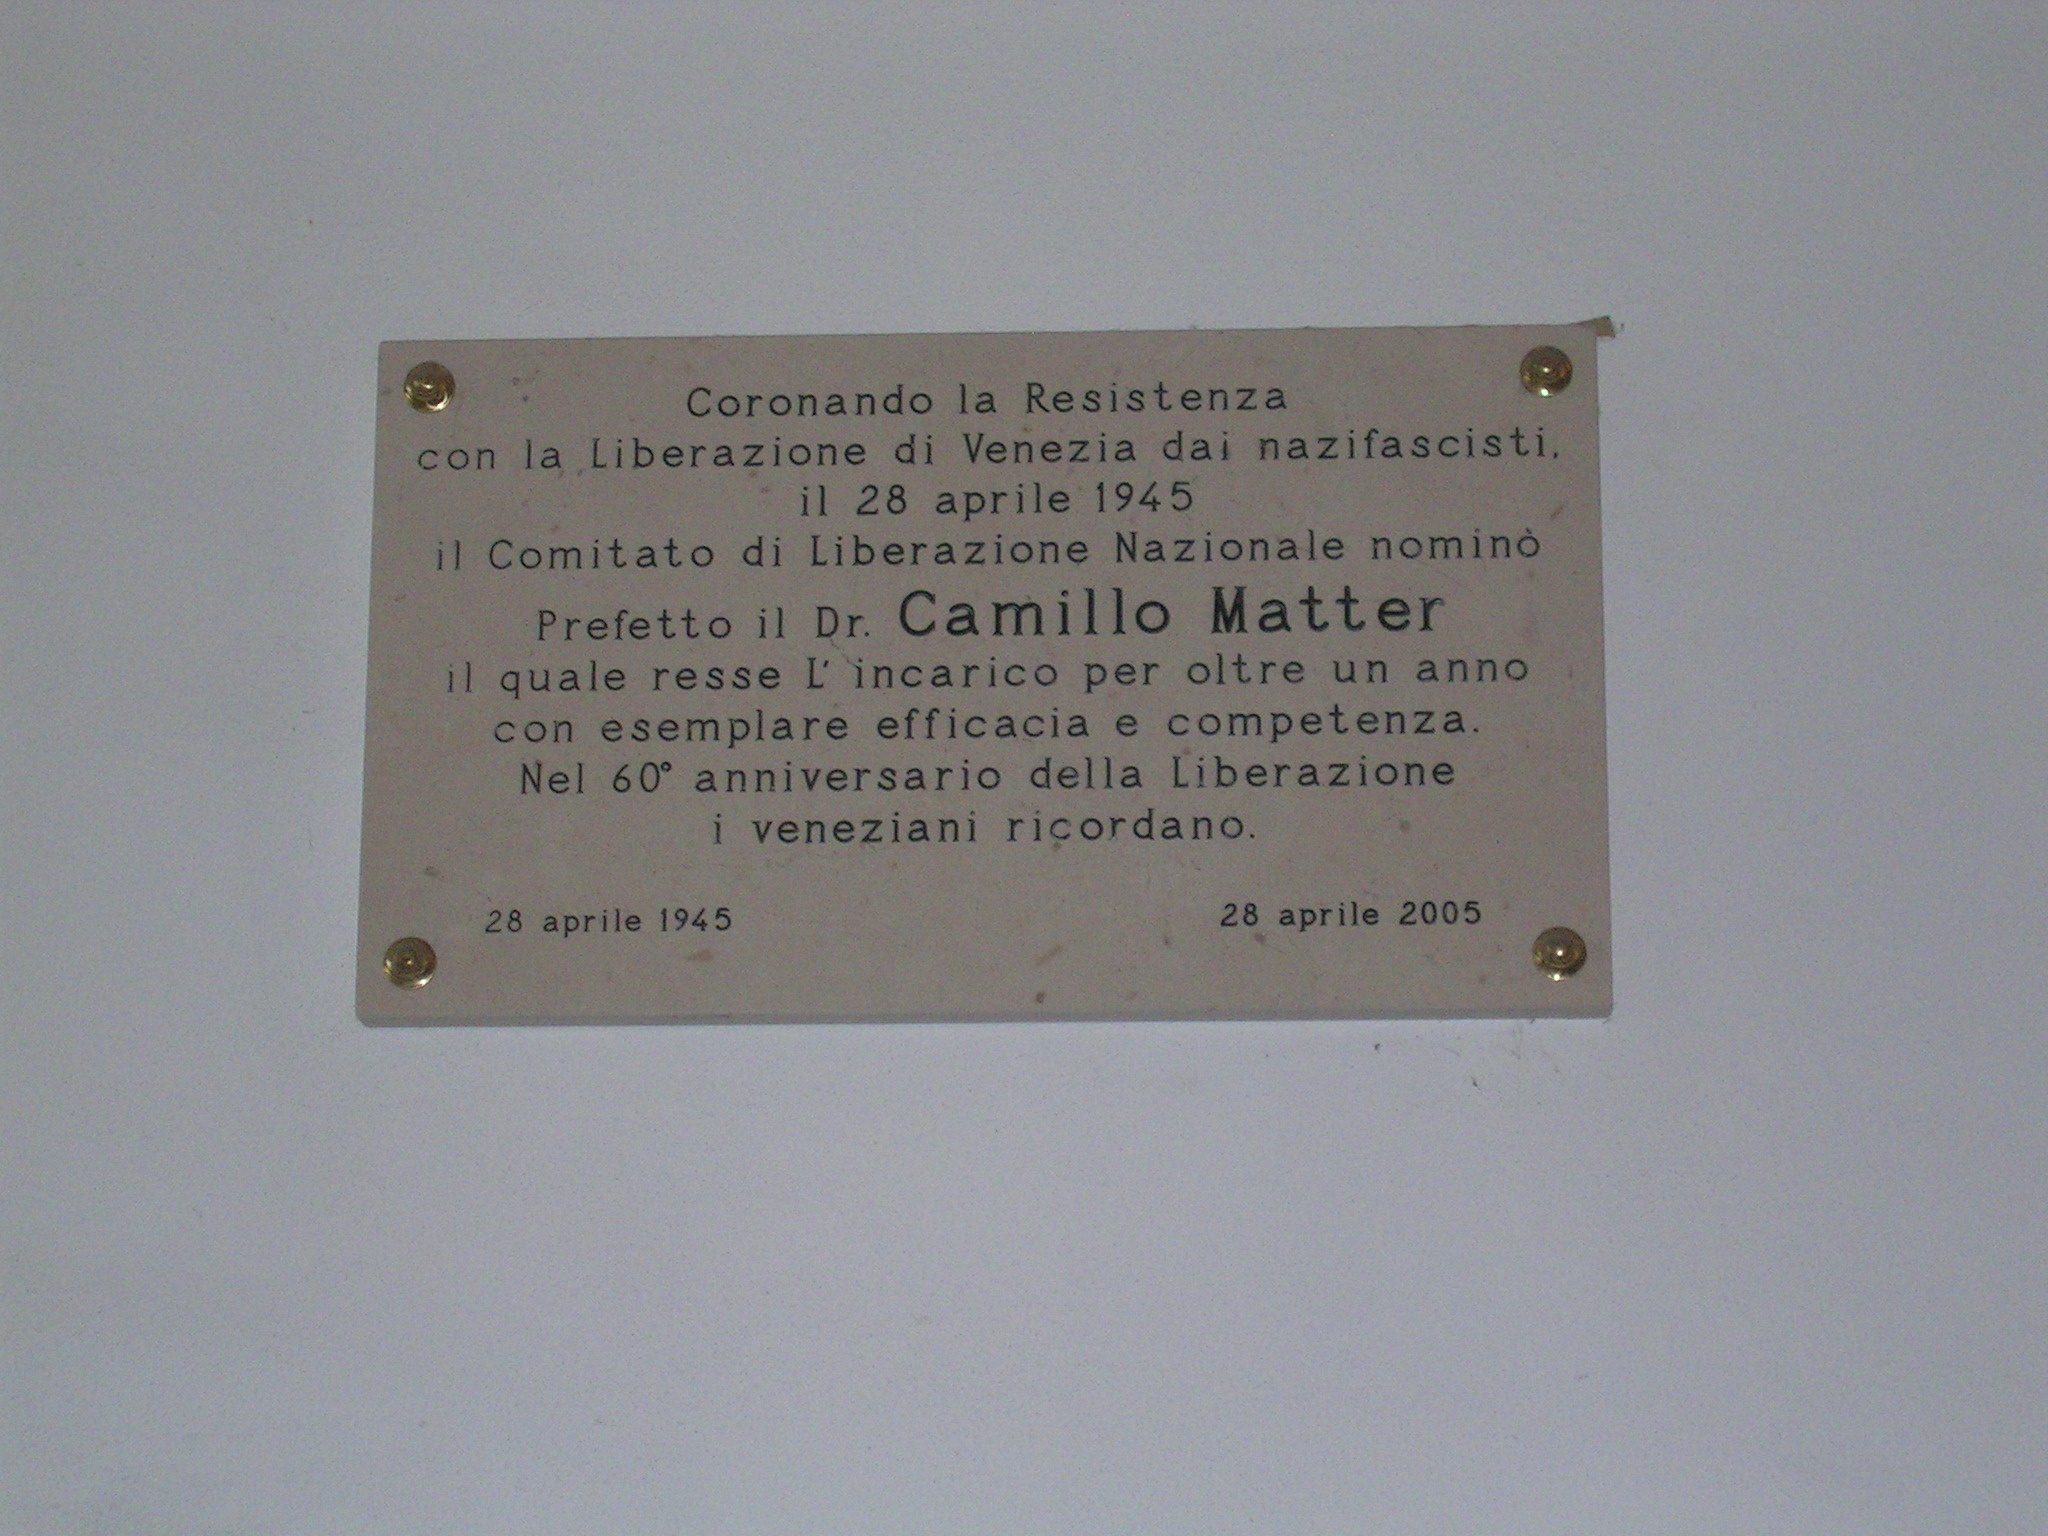 Coronando la Resistenza
con la Liberazione di Venezia dai nazifascisti,
il 28 aprile 1945
il Comitato di Liberazione Nazionale nominò
Prefetto il Dr. Camillo Matter
il quale resse L' incarico per oltre un anno
con esemplare efficacia e competenza.
Nel 60° anniversario della Liberazione
i veneziani ricordano.
28 aprile 1945 28 aprile 2005